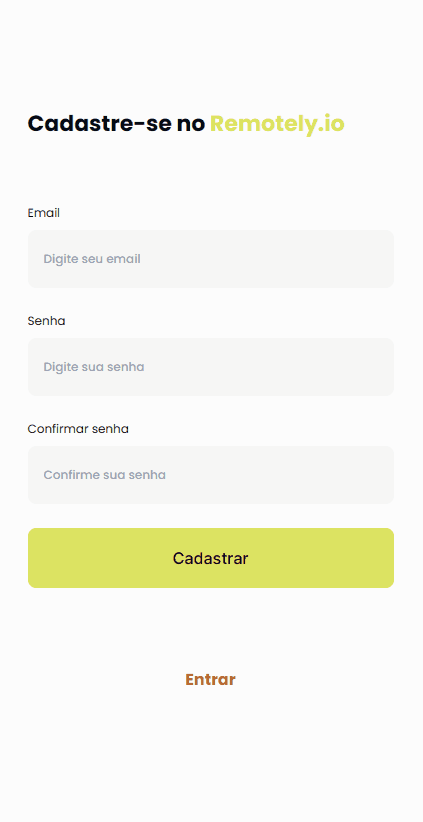 Cadastre-se no Remotely.io
Email
Digite seu email
Senha
Digite sua senha
Confirmar senha
Confirme sua senha
Cadastrar
Entrar